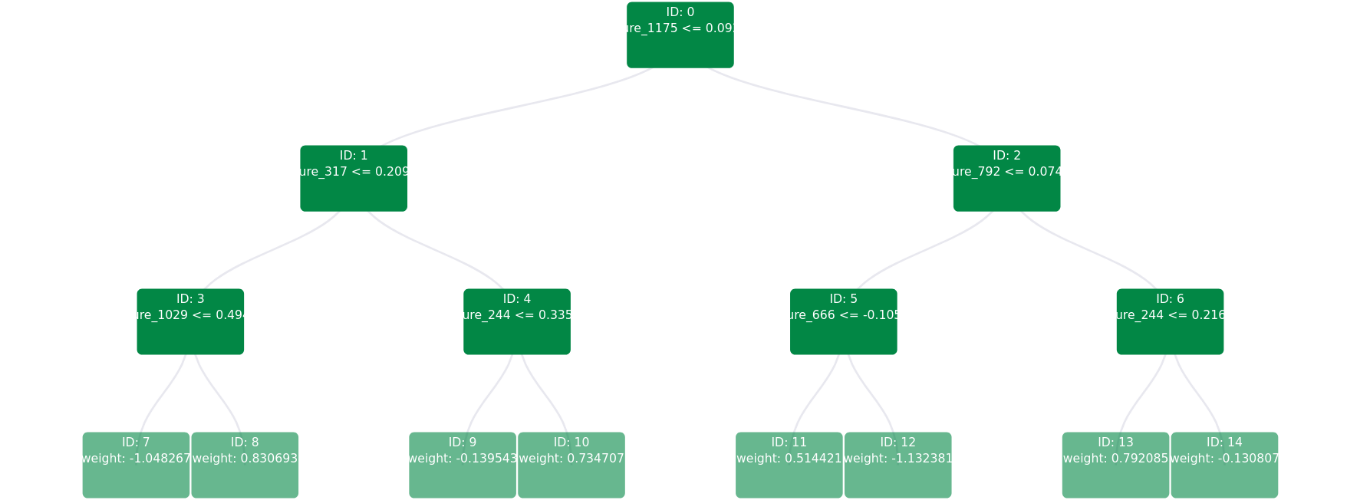 ID: 0
ure_1175 <= 0.09
ID: 1
ure_317 <= 0.209
ID: 2
ure_792 <= 0.074
ID: 3
ure_1029 <= 0.494
ID: 4
ure_244 <= 0.335
ID: 5
ure_666 <= -0.105
ID: 6
ure_244 <= 0.216
ID: 7
weight: -1.048267
ID: 8
weight: 0.830693
ID: 9
weight: -0.139543
ID: 10
weight: 0.734707
ID: 11
weight: 0.514421
ID: 12
weight: -1.132381
ID: 13
weight: 0.792085
ID: 14
weight: -0.130807